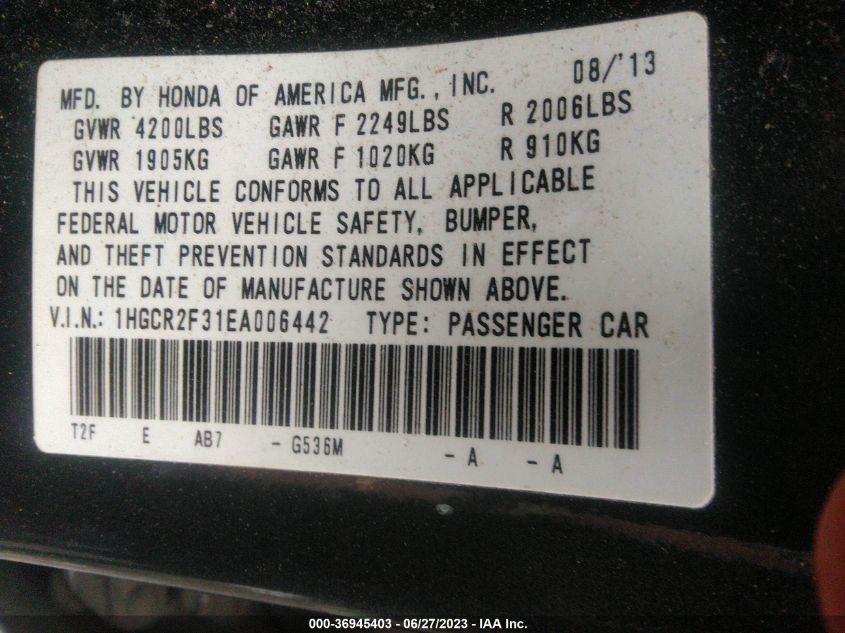 MFD. BY HONDA OF AMERICA MFG., INC. 08/'13
GVWR 4200LBS GAWR F 2249LBS R 2006LBS
GVWR 1905KG GAWR F 1020KG R 910KG
THIS VEHICLE CONFORMS TO ALL APPLICABLE
FEDERAL MOTOR VEHICLE SAFETY, BUMPER,
AND THEFT PREVENTION STANDARDS IN EFFECT
ON THE DATE OF MANUFACTURE SHOWN ABOVE.
V.I.N.: 1HGCR2F31EA006442 TYPE: PASSENGER CAR
T2F E AB7 - G536M - A - A
000-36945403 - 06/27/2023 - IAA Inc.